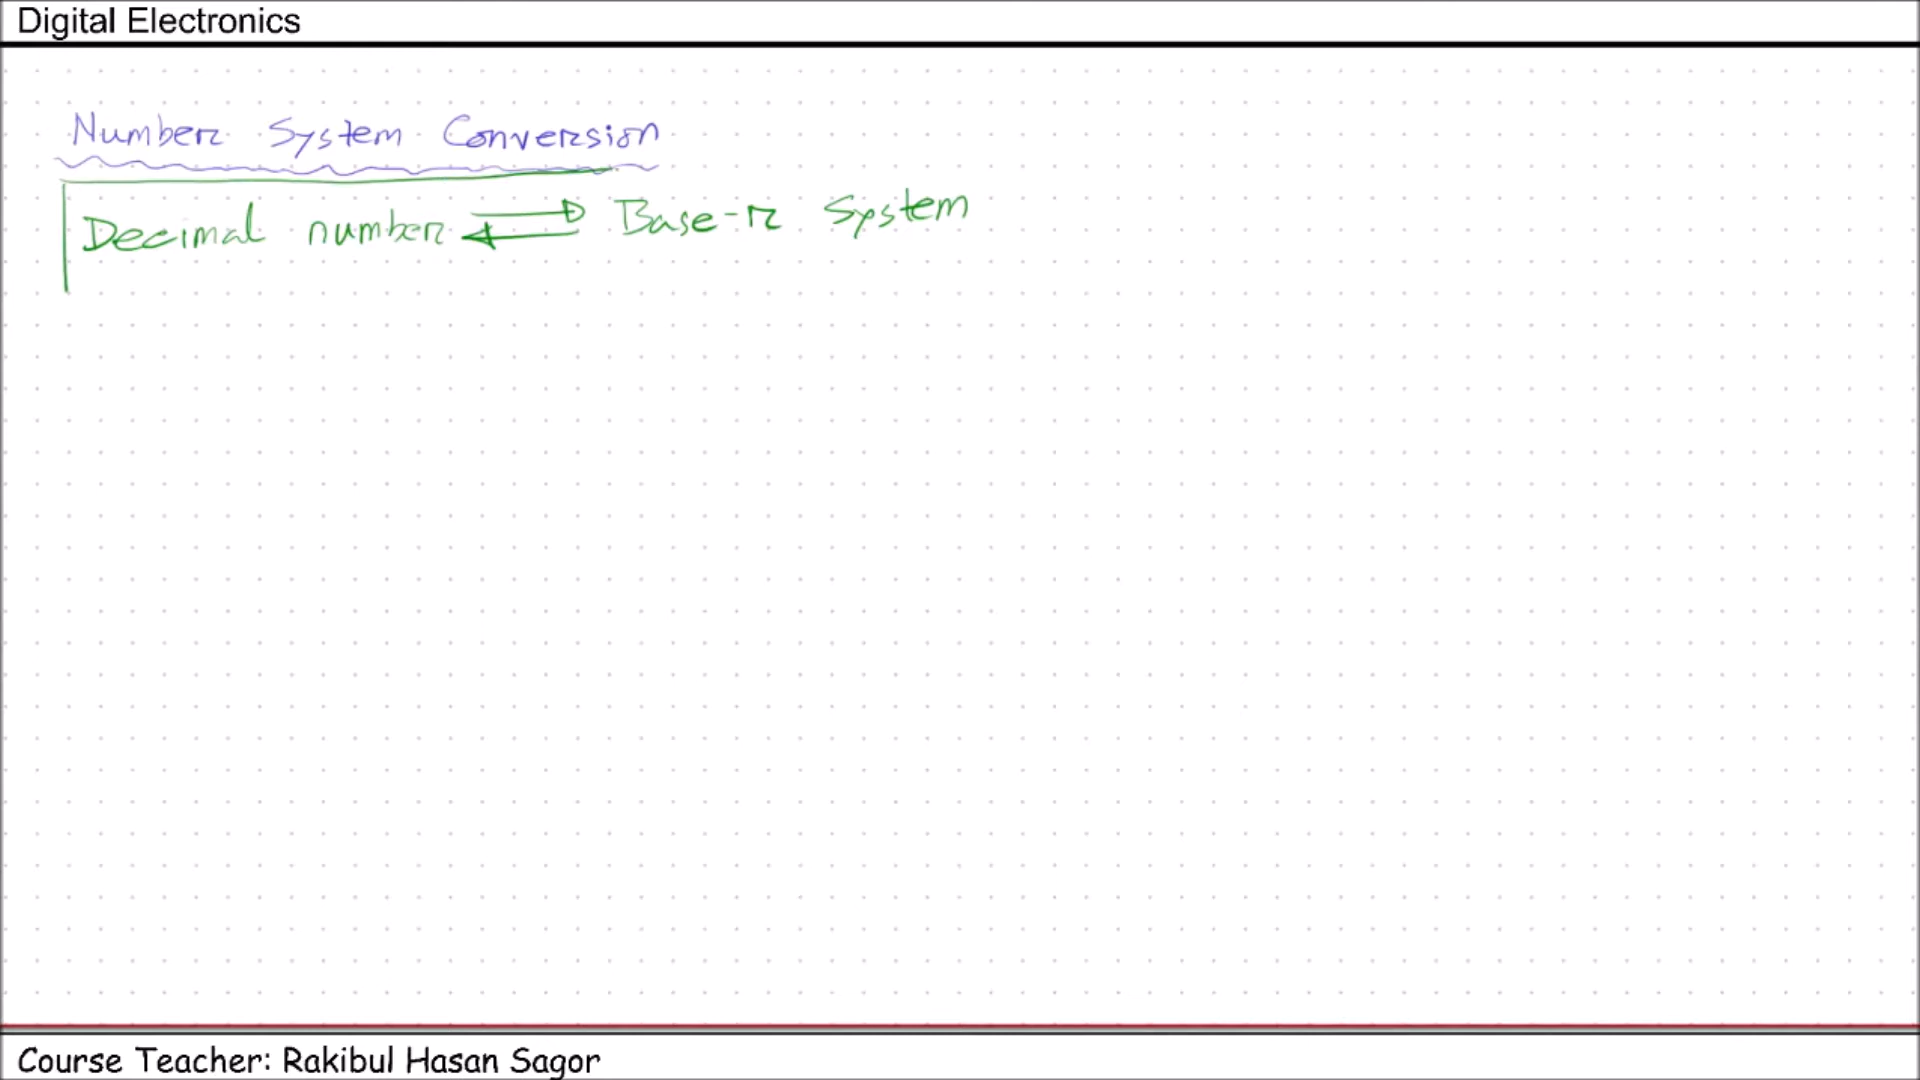 Digital Electronics
Number System Conversion
Decimal number ⇄ Base-r System
Course Teacher: Rakibul Hasan Sagor